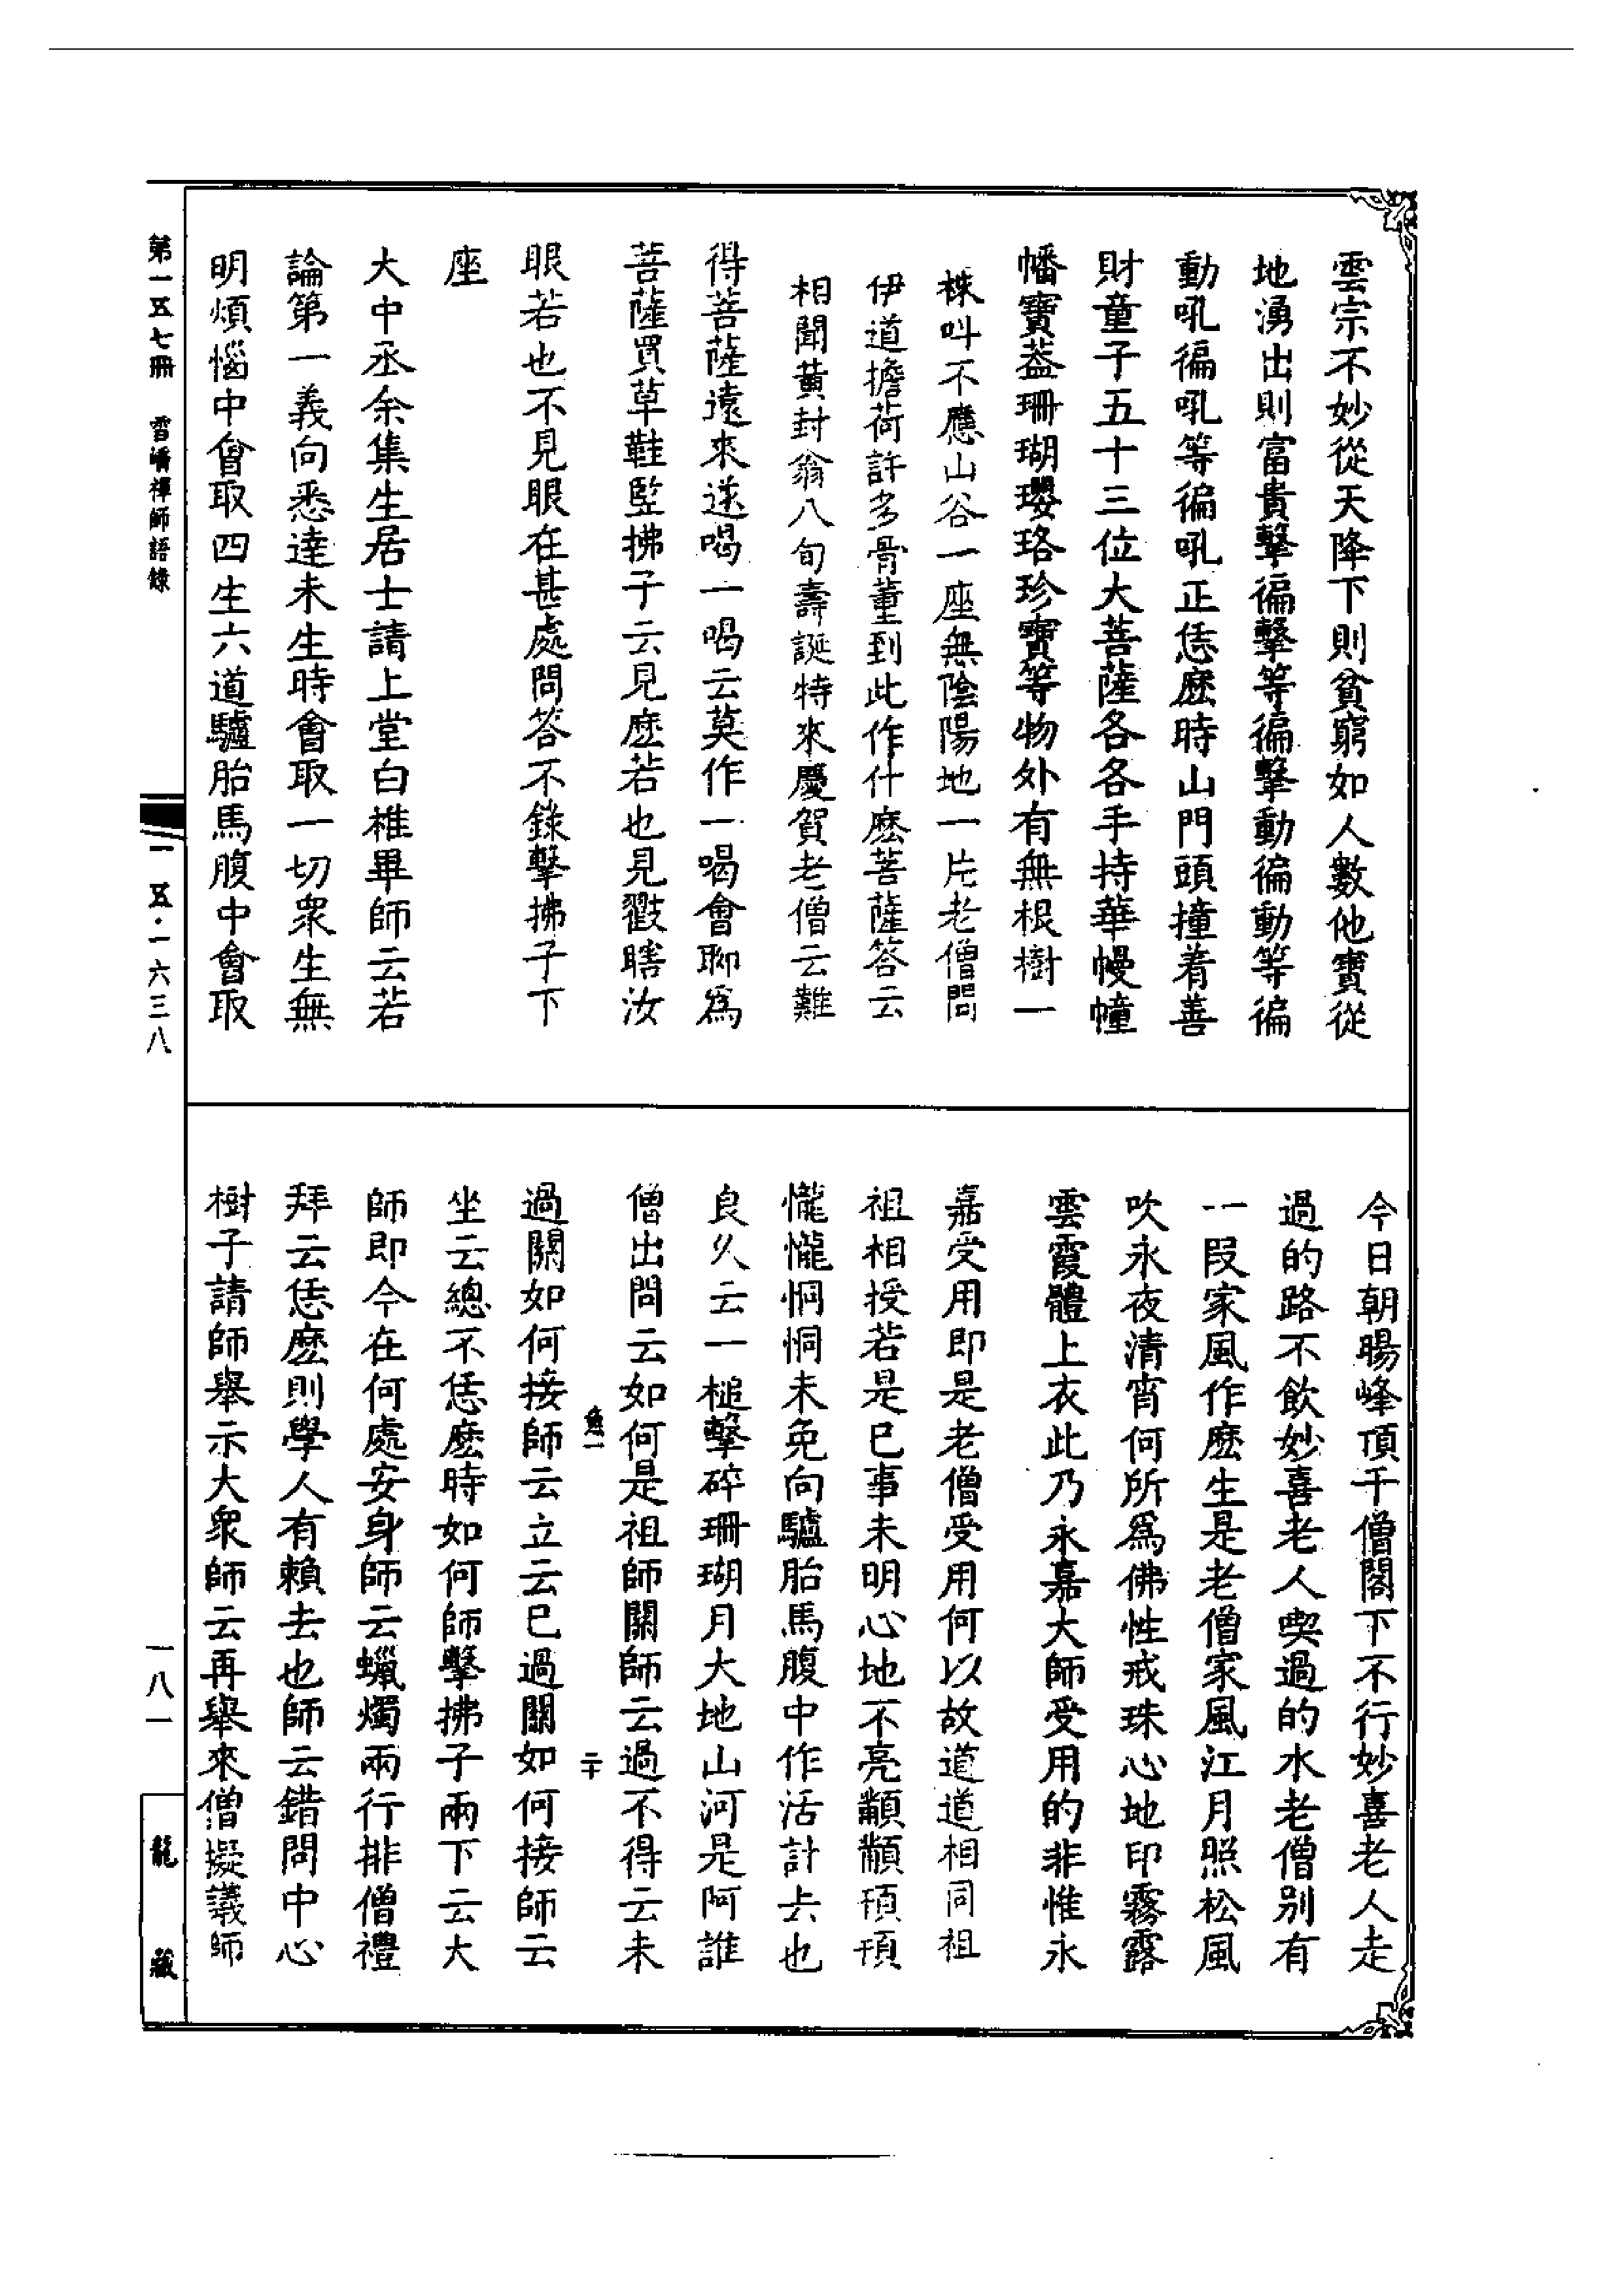 雲宗不妙從天降下則貧窮如人數他寶從
地湧出則富貴擊徧擊等徧擊動徧動等徧
動吼徧吼等徧吼正恁麽時山門頭撞着善
財童子五十三位大菩薩各各手持華幔幢
幡寶葢珊瑚瓔珞珍寶等物外有無根樹一
株叫不應山谷一座無陰陽地一片老僧問
伊道擔荷許多骨董到此作什麽菩薩答云
相聞黃封翁八旬壽誕特來慶賀老僧云難
得菩薩遠來遂喝一喝云莫作一喝會聊為
菩薩買草鞋竪拂子云見麽若也見戳瞎汝
眼若也不見眼在甚處問答不錄擊拂子下
座
大中丞余集生居士請上堂白椎畢師云若
論第一義向悉達未生時會取一切衆生無
明煩惱中會取四生六道驢胎馬腹中會取
今日朝暘峰頂千僧閣下不行妙喜老人走
過的路不飲妙喜老人喫過的水老僧別有
一叚家風作麽生是老僧家風江月照松風
吹永夜清宵何所為佛性戒珠心地印霧露
雲霞體上衣此乃永嘉大師受用的非惟永
嘉受用即是老僧受用何以故道道相同祖
祖相授若是巳事未明心地不亮顢顢頇頇
儱儱侗侗未免向驢胎馬腹中作活計去也
良久云一槌擊碎珊瑚月大地山河是阿誰
僧出問云如何是祖師關師云過不得云未
過關如何接師云立云巳過關如何接師云
坐云總不恁麽時如何師擊拂子兩下云大
師即今在何處安身師云蠟燭兩行排僧禮
拜云恁麽則學人有賴去也師云錯問中心
樹子請師舉示大衆師云再舉來僧擬議師
魚一 二十
第一五七冊 雪嶠禪師語錄
一五·一六三八
一八一
龍藏